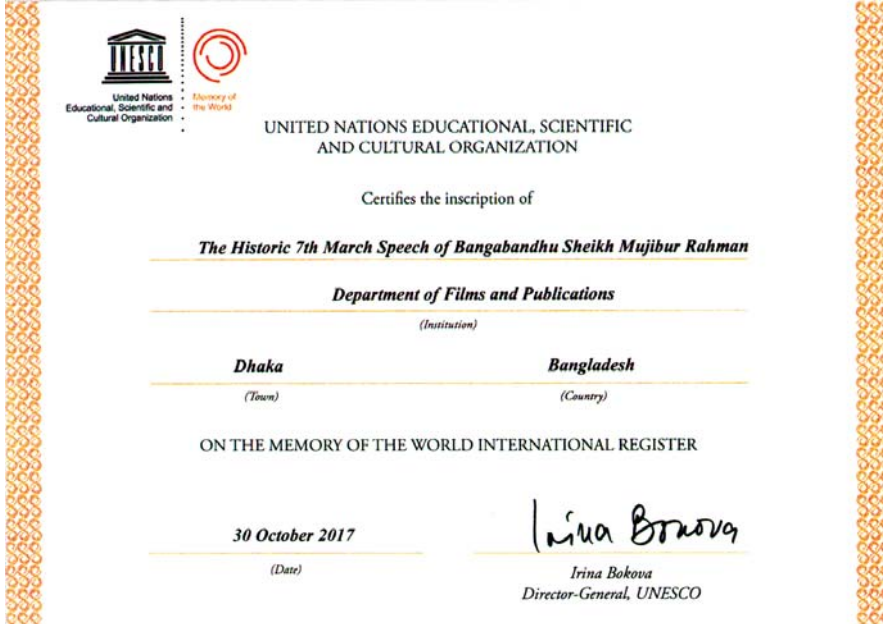 UNESCO
United Nations
Educational, Scientific and
Cultural Organization
Memory of
the World
UNITED NATIONS EDUCATIONAL, SCIENTIFIC
AND CULTURAL ORGANIZATION
Certifies the inscription of
The Historic 7th March Speech of Bangabandhu Sheikh Mujibur Rahman
Department of Films and Publications
(Institution)
Dhaka Bangladesh
(Town) (Country)
ON THE MEMORY OF THE WORLD INTERNATIONAL REGISTER
30 October 2017 Irina Bokova
(Date) Irina Bokova
Director-General, UNESCO